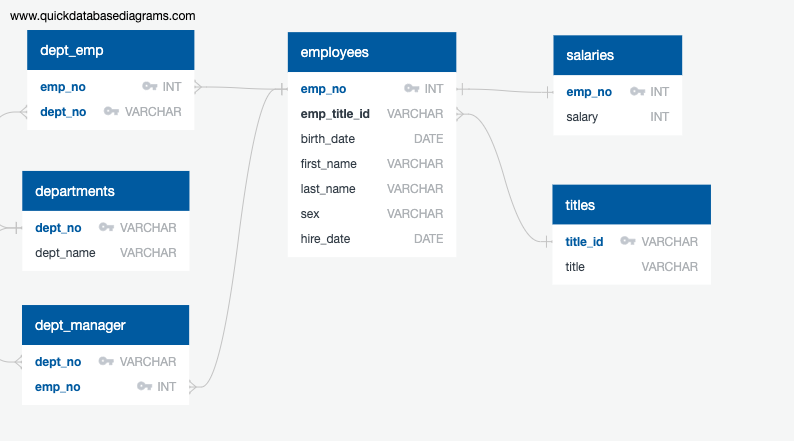 www.quickdatabasediagrams.com
dept_emp
emp_no INT
dept_no VARCHAR
departments
dept_no VARCHAR
dept_name VARCHAR
dept_manager
dept_no VARCHAR
emp_no INT
employees
emp_no INT
emp_title_id VARCHAR
birth_date DATE
first_name VARCHAR
last_name VARCHAR
sex VARCHAR
hire_date DATE
salaries
emp_no INT
salary INT
titles
title_id VARCHAR
title VARCHAR